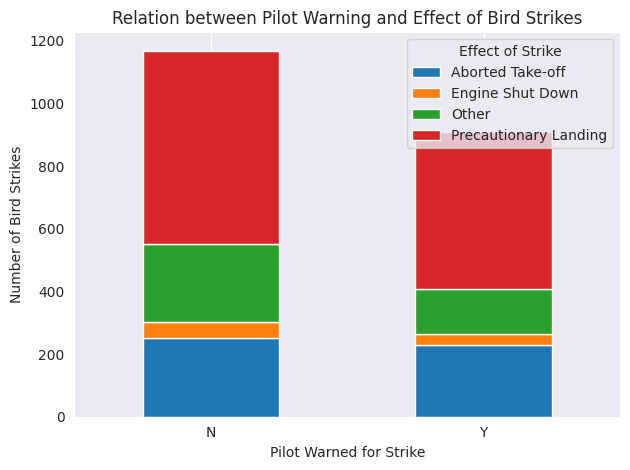 Relation between Pilot Warning and Effect of Bird Strikes
Number of Bird Strikes
1200
1000
800
600
400
200
0
Effect of Strike
Aborted Take-off
Engine Shut Down
Other
Precautionary Landing
N
Y
Pilot Warned for Strike